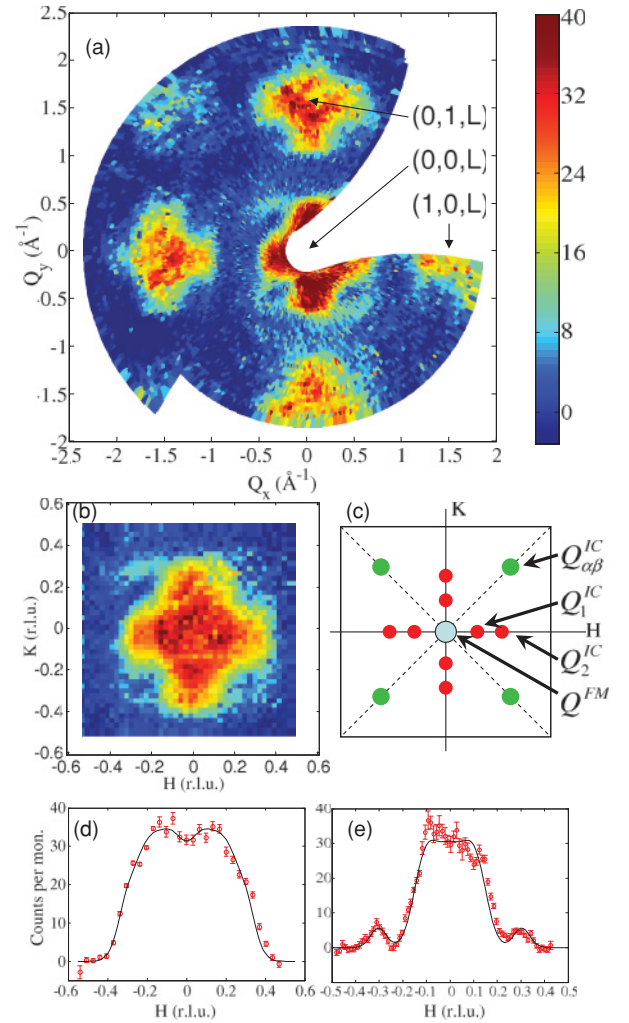 2.5
(a)
2
1.5
1
0.5
0
-0.5
-1
-1.5
-2
Q_y (Å⁻¹)
-2.5 -2 -1.5 -1 -0.5 0 0.5 1 1.5 2
Q_x (Å⁻¹)
(0,1,L)
(0,0,L)
(1,0,L)
40
32
24
16
8
0
(b)
0.6
0.4
0.2
0
-0.2
-0.4
-0.6
K (r.l.u.)
-0.6 -0.4 -0.2 0 0.2 0.4 0.6
H (r.l.u.)
(c)
K
H
Q_{αβ}^{IC}
Q_1^{IC}
Q_2^{IC}
Q^{FM}
(d)
40
30
20
10
0
Counts per mon.
-0.6 -0.4 -0.2 0 0.2 0.4 0.6
H (r.l.u.)
(e)
40
30
20
10
0
-0.5 -0.4 -0.3 -0.2 -0.1 0 0.1 0.2 0.3 0.4 0.5
H (r.l.u.)